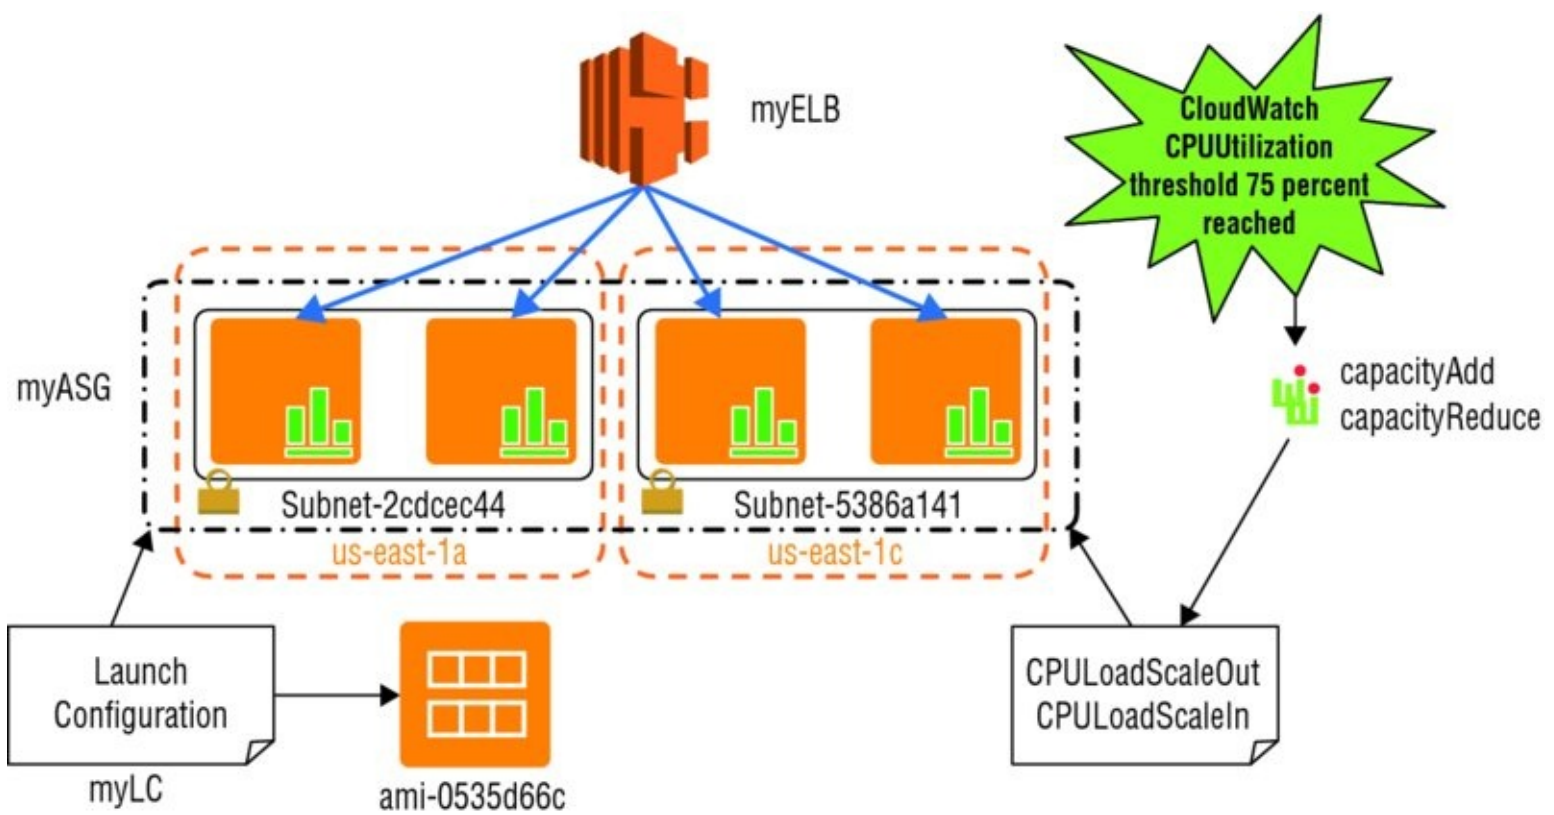 myELB
CloudWatch
CPUUtilization
threshold 75 percent
reached
myASG
capacityAdd
capacityReduce
Subnet-2cdcec44
Subnet-5386a141
us-east-1a
us-east-1c
Launch
Configuration
myLC
ami-0535d66c
CPULoadScaleOut
CPULoadScaleIn